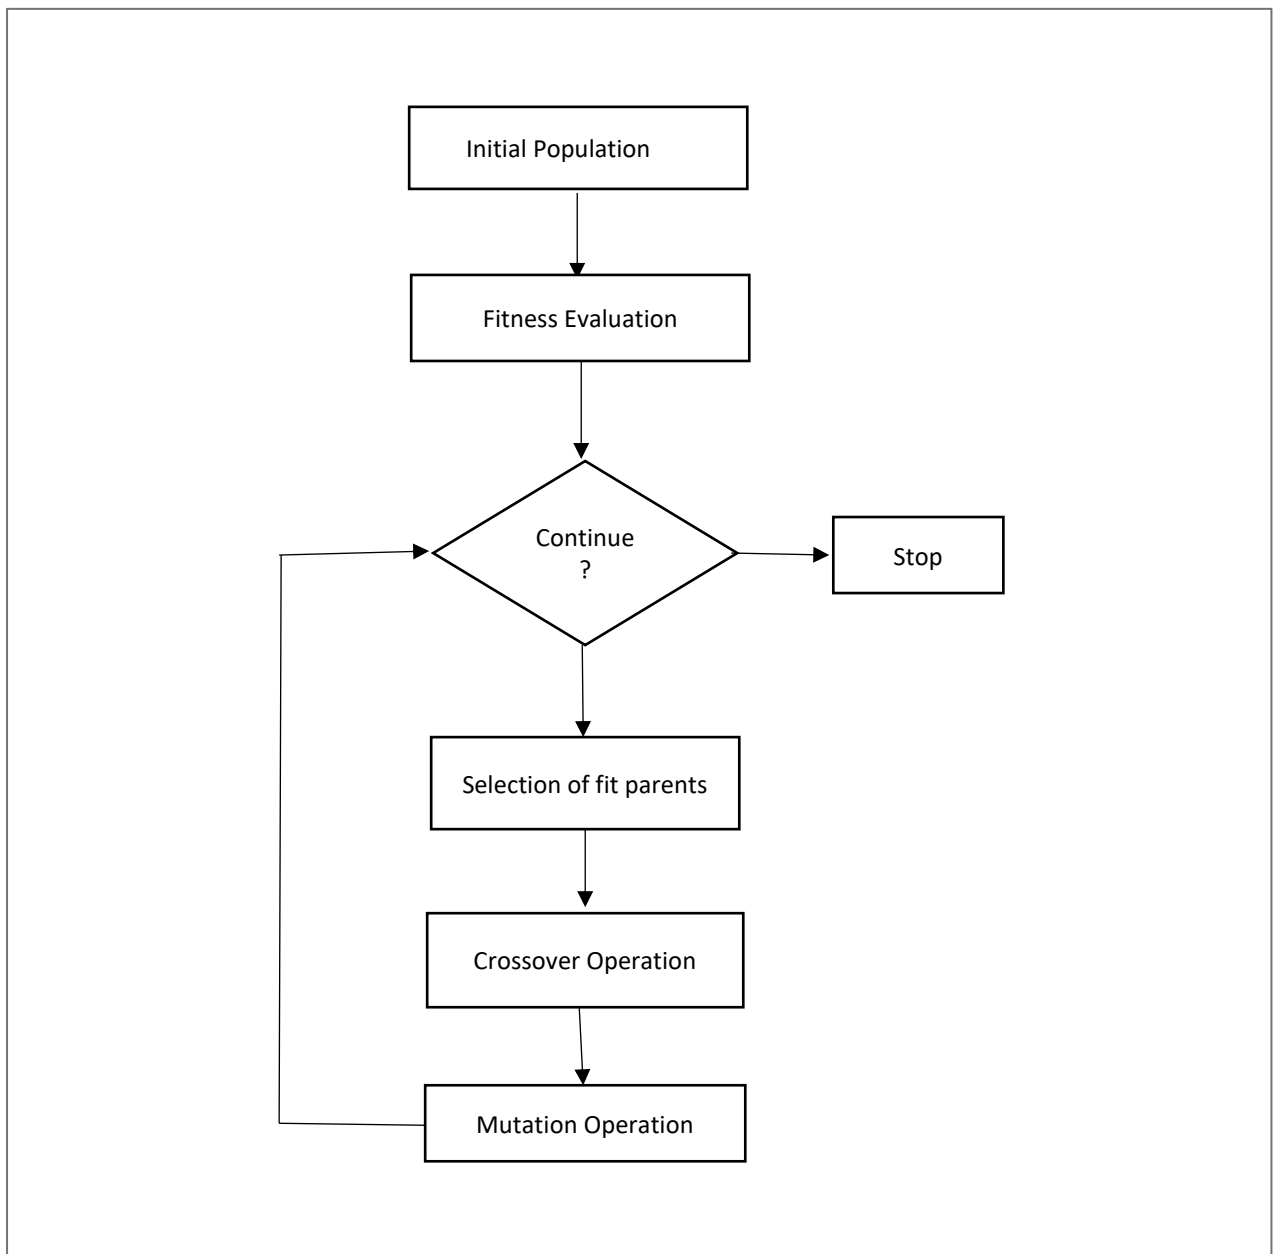 Initial Population
Fitness Evaluation
Continue
?
Stop
Selection of fit parents
Crossover Operation
Mutation Operation